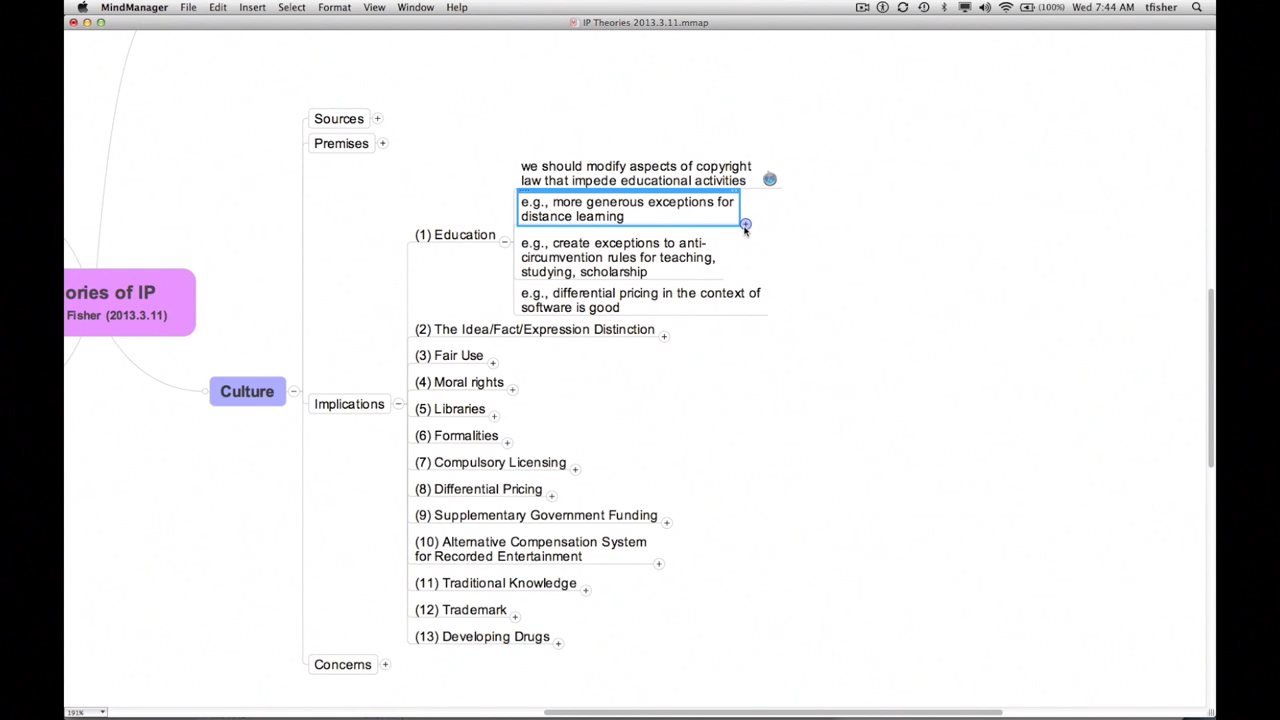 MindManager File Edit Insert Select Format View Window Help (100%) Wed 7:44 AM tfisher
IP Theories 2013.3.11.mmap
Sources
Premises
we should modify aspects of copyright
law that impede educational activities
e.g., more generous exceptions for
distance learning
(1) Education
e.g., create exceptions to anti-
circumvention rules for teaching,
studying, scholarship
e.g., differential pricing in the context of
software is good
ories of IP
Fisher (2013.3.11)
(2) The Idea/Fact/Expression Distinction
(3) Fair Use
(4) Moral rights
Culture
Implications
(5) Libraries
(6) Formalities
(7) Compulsory Licensing
(8) Differential Pricing
(9) Supplementary Government Funding
(10) Alternative Compensation System
for Recorded Entertainment
(11) Traditional Knowledge
(12) Trademark
(13) Developing Drugs
Concerns
191%